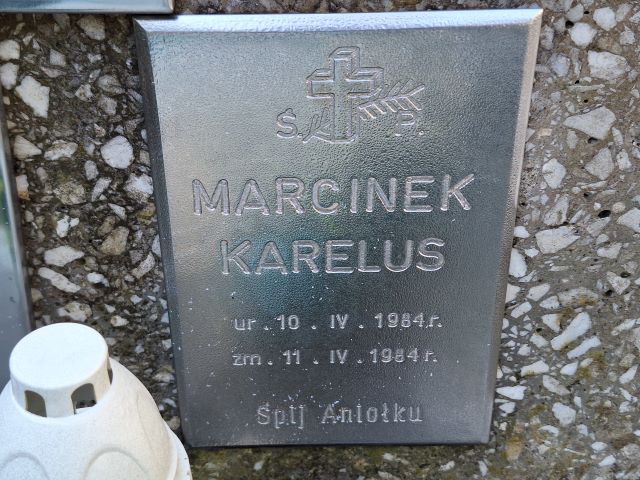 Ś. P.
MARCINEK
KARELUS
ur. 10. IV. 1984 r.
zm. 11. IV. 1984 r.
Śpij Aniołku